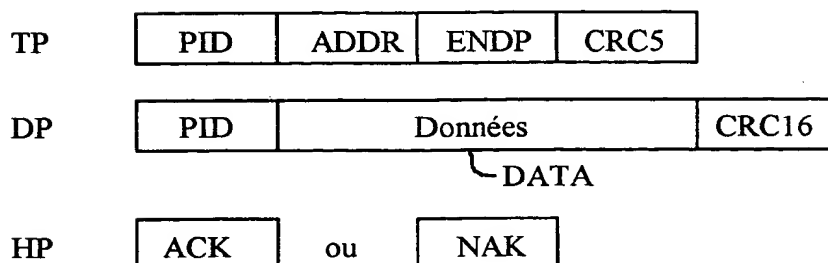 TP PID ADDR ENDP CRC5
DP PID Données CRC16
DATA
HP ACK ou NAK